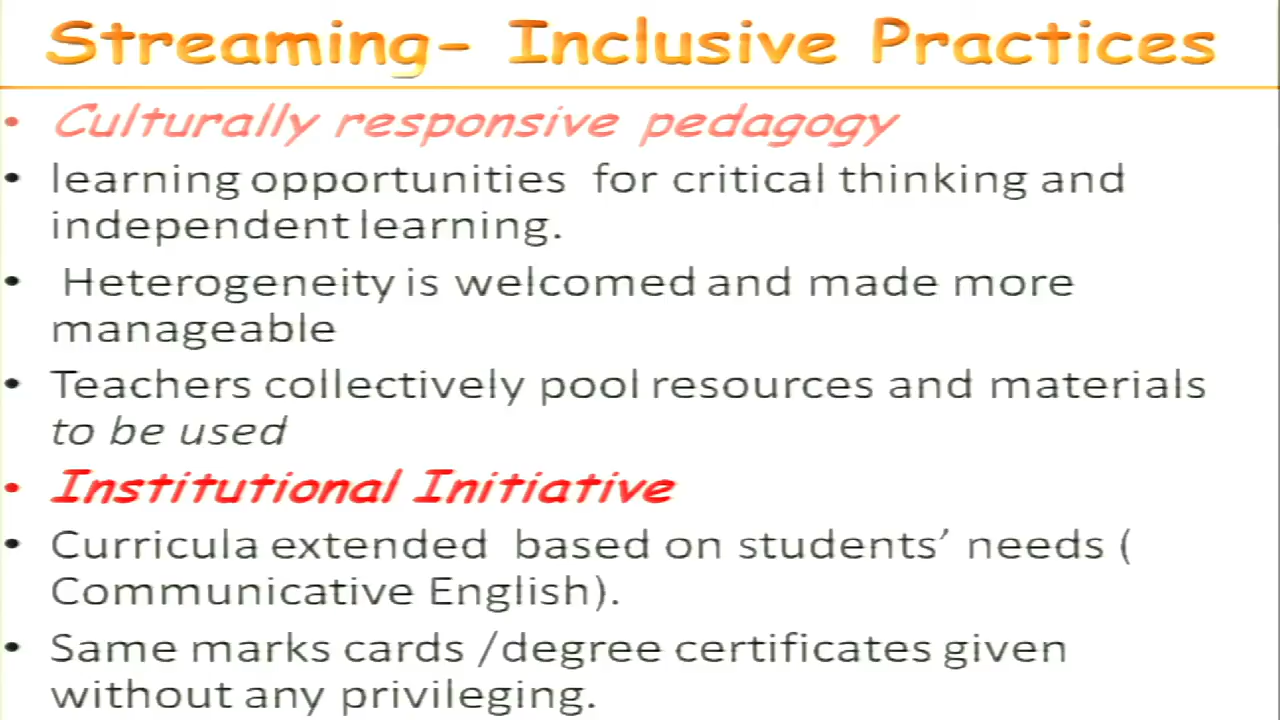 Streaming- Inclusive Practices
• Culturally responsive pedagogy
• learning opportunities for critical thinking and
independent learning.
• Heterogeneity is welcomed and made more
manageable
• Teachers collectively pool resources and materials
to be used
• Institutional Initiative
• Curricula extended based on students’ needs (
Communicative English).
• Same marks cards /degree certificates given
without any privileging.